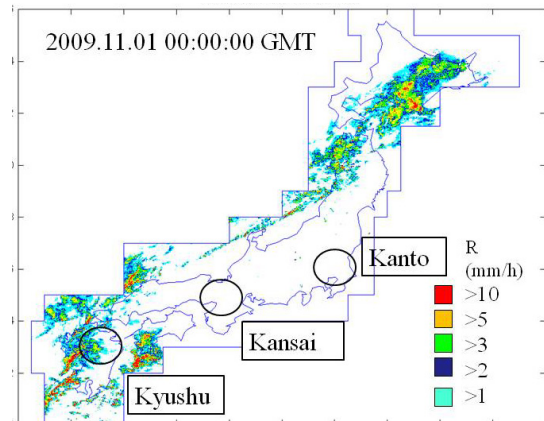 2009.11.01 00:00:00 GMT
Kanto
Kansai
Kyushu
R
(mm/h)
>10
>5
>3
>2
>1